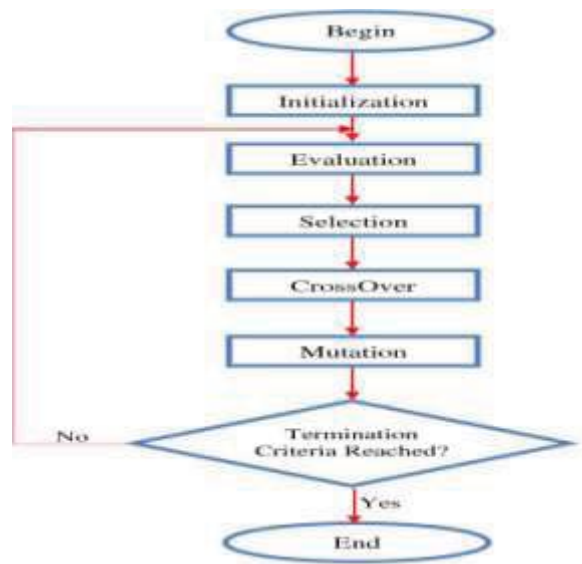 Begin
Initialization
Evaluation
Selection
CrossOver
Mutation
Termination
Criteria Reached?
No
Yes
End